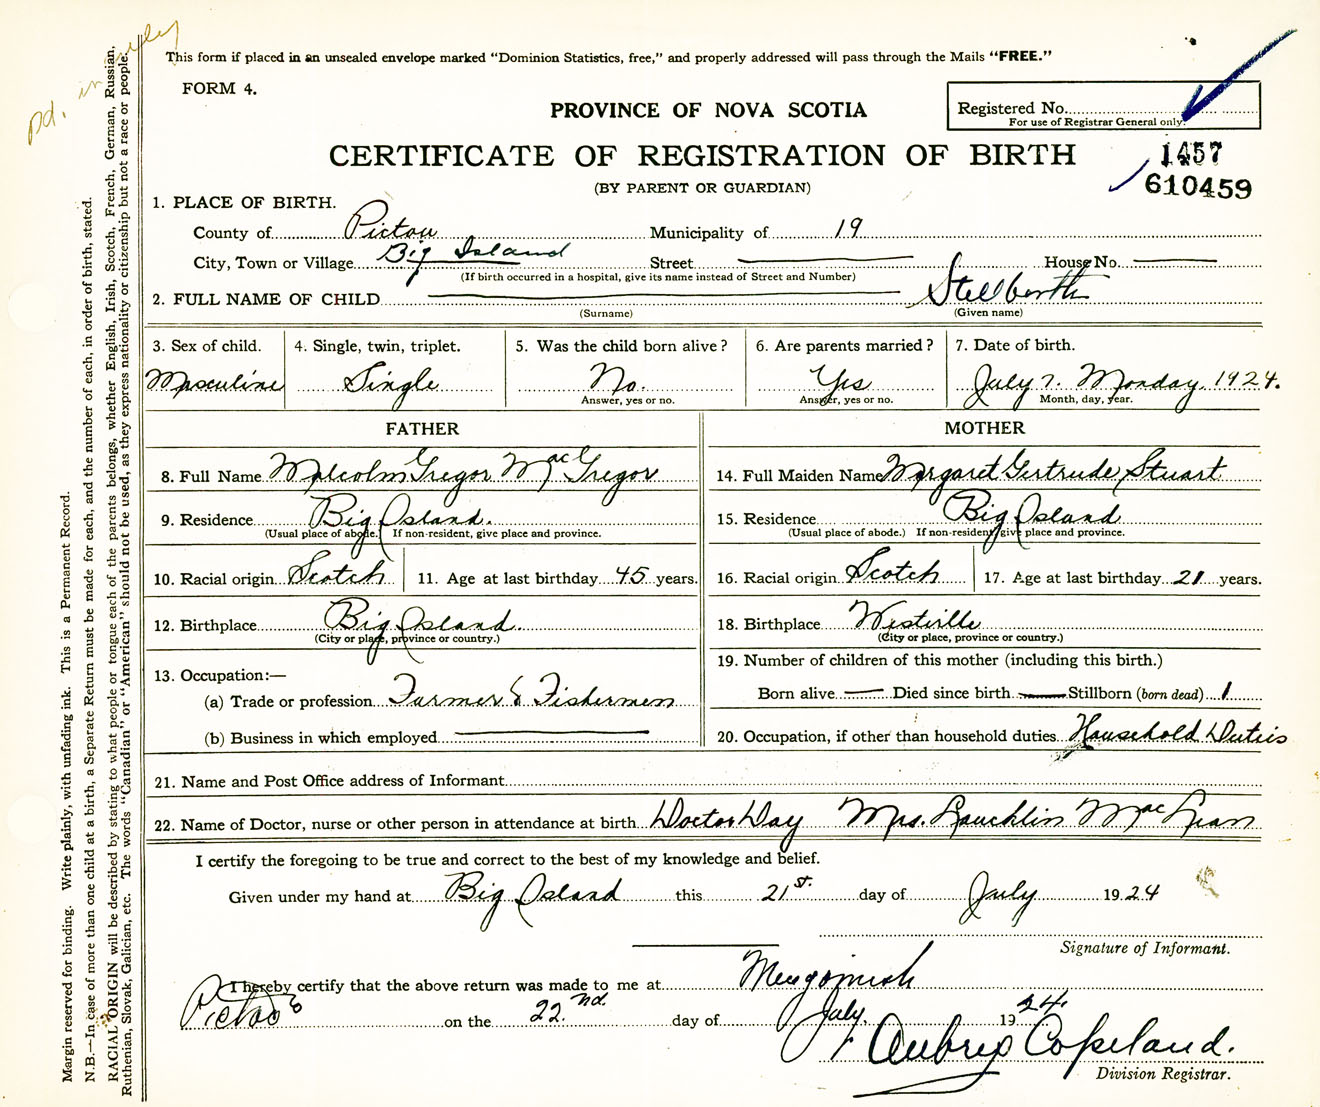 pd. in
This form if placed in an unsealed envelope marked "Dominion Statistics, free," and properly addressed will pass through the Mails "FREE."
FORM 4.
PROVINCE OF NOVA SCOTIA
Registered No.
For use of Registrar General only.
CERTIFICATE OF REGISTRATION OF BIRTH
1457
(BY PARENT OR GUARDIAN)
610459
1. PLACE OF BIRTH.
County of Pictou Municipality of 19
City, Town or Village Big Island Street House No.
(If birth occurred in a hospital, give its name instead of Street and Number)
2. FULL NAME OF CHILD Stillbirth
(Surname) (Given name)
3. Sex of child. 4. Single, twin, triplet. 5. Was the child born alive? 6. Are parents married? 7. Date of birth.
Masculine Single No. Yes July 7. Monday, 1924.
Answer, yes or no. Answer, yes or no. Month, day, year.
FATHER MOTHER
8. Full Name Malcolm Gregor MacGregor 14. Full Maiden Name Margaret Gertrude Stuart
9. Residence Big Island. 15. Residence Big Island
(Usual place of abode.) If non-resident, give place and province. (Usual place of abode.) If non-resident, give place and province.
10. Racial origin Scotch 11. Age at last birthday 45 years. 16. Racial origin Scotch 17. Age at last birthday 21 years.
12. Birthplace Big Island. 18. Birthplace Westville
(City or place, province or country.) (City or place, province or country.)
13. Occupation:— 19. Number of children of this mother (including this birth.)
(a) Trade or profession Farmer & Fishermen Born alive Died since birth Stillborn (born dead) 1
(b) Business in which employed 20. Occupation, if other than household duties Household Duties
21. Name and Post Office address of Informant
22. Name of Doctor, nurse or other person in attendance at birth Doctor Day Mrs. Lauchlin MacLean
I certify the foregoing to be true and correct to the best of my knowledge and belief.
Given under my hand at Big Island this 21st. day of July 1924
Signature of Informant.
I hereby certify that the above return was made to me at Merigomish
Pictou Co on the 22nd. day of July. 1924.
Aubrey Copeland.
Division Registrar.
Margin reserved for binding. Write plainly, with unfading ink. This is a Permanent Record.
N.B.—In case of more than one child at a birth, a Separate Return must be made for each, and the number of each, in order of birth, stated.
RACIAL ORIGIN will be described by stating to what people or tongue each of the parents belongs, whether English, Irish, Scotch, French, German, Russian,
Ruthenian, Slovak, Galician, etc. The words "Canadian" or "American" should not be used, as they express nationality or citizenship but not a race or people.